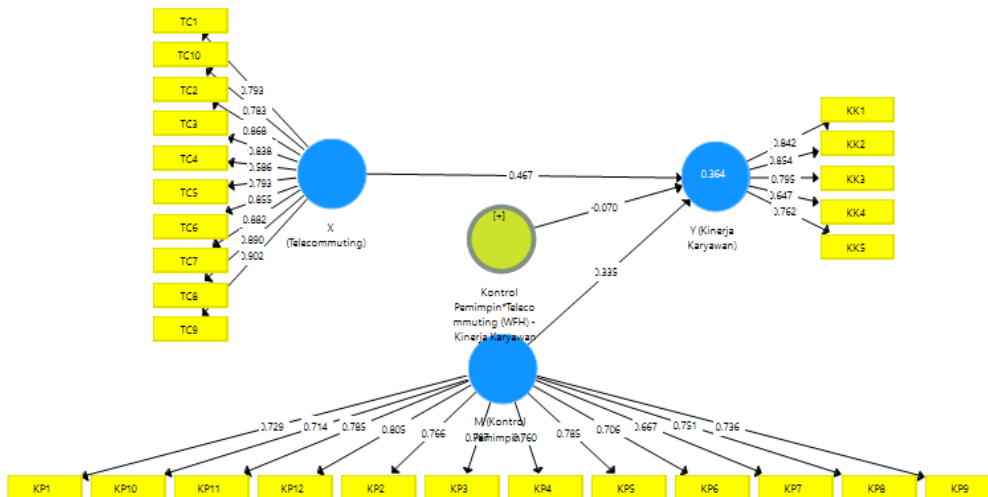 TC1
TC10
TC2
TC3
TC4
TC5
TC6
TC7
TC8
TC9
0.793
0.783
0.868
0.838
0.586
0.793
0.855
0.882
0.890
0.902
X
(Telecommuting)
0.467
[+]
-0.070
0.335
Kontrol
Pemimpin*Teleco
mmuting (WFH) -
Kinerja Karyawan
0.364
Y (Kinerja
Karyawan)
0.842
0.854
0.795
0.647
0.762
KK1
KK2
KK3
KK4
KK5
M (Kontrol
Pemimpin)
0.729
0.714
0.785
0.805
0.766
0.760
0.785
0.706
0.667
0.751
0.736
KP1
KP10
KP11
KP12
KP2
KP3
KP4
KP5
KP6
KP7
KP8
KP9